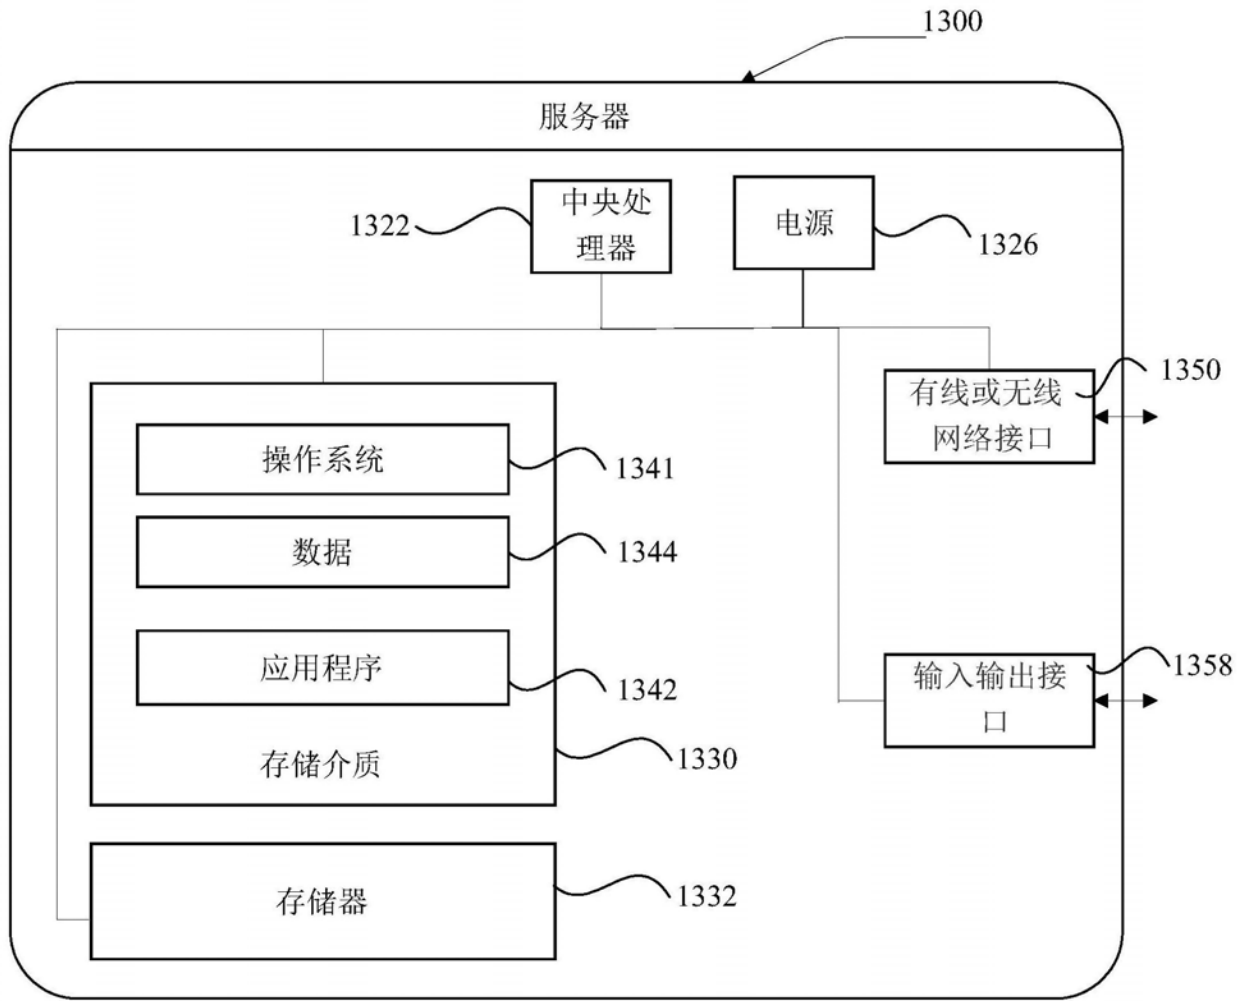 1300
服务器
中央处
理器
1322
电源
1326
有线或无线
网络接口
1350
操作系统
1341
数据
1344
应用程序
1342
存储介质
1330
输入输出接
口
1358
存储器
1332